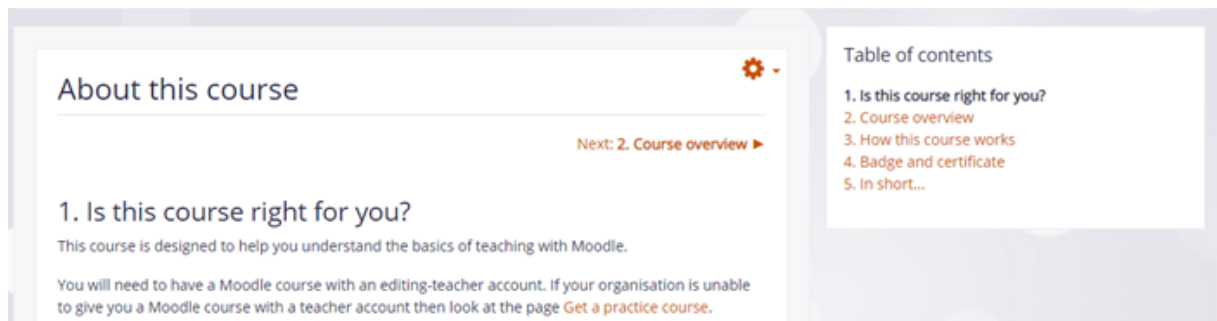 About this course
Next: 2. Course overview ►
1. Is this course right for you?
This course is designed to help you understand the basics of teaching with Moodle.
You will need to have a Moodle course with an editing-teacher account. If your organisation is unable
to give you a Moodle course with a teacher account then look at the page Get a practice course.
Table of contents
1. Is this course right for you?
2. Course overview
3. How this course works
4. Badge and certificate
5. In short...